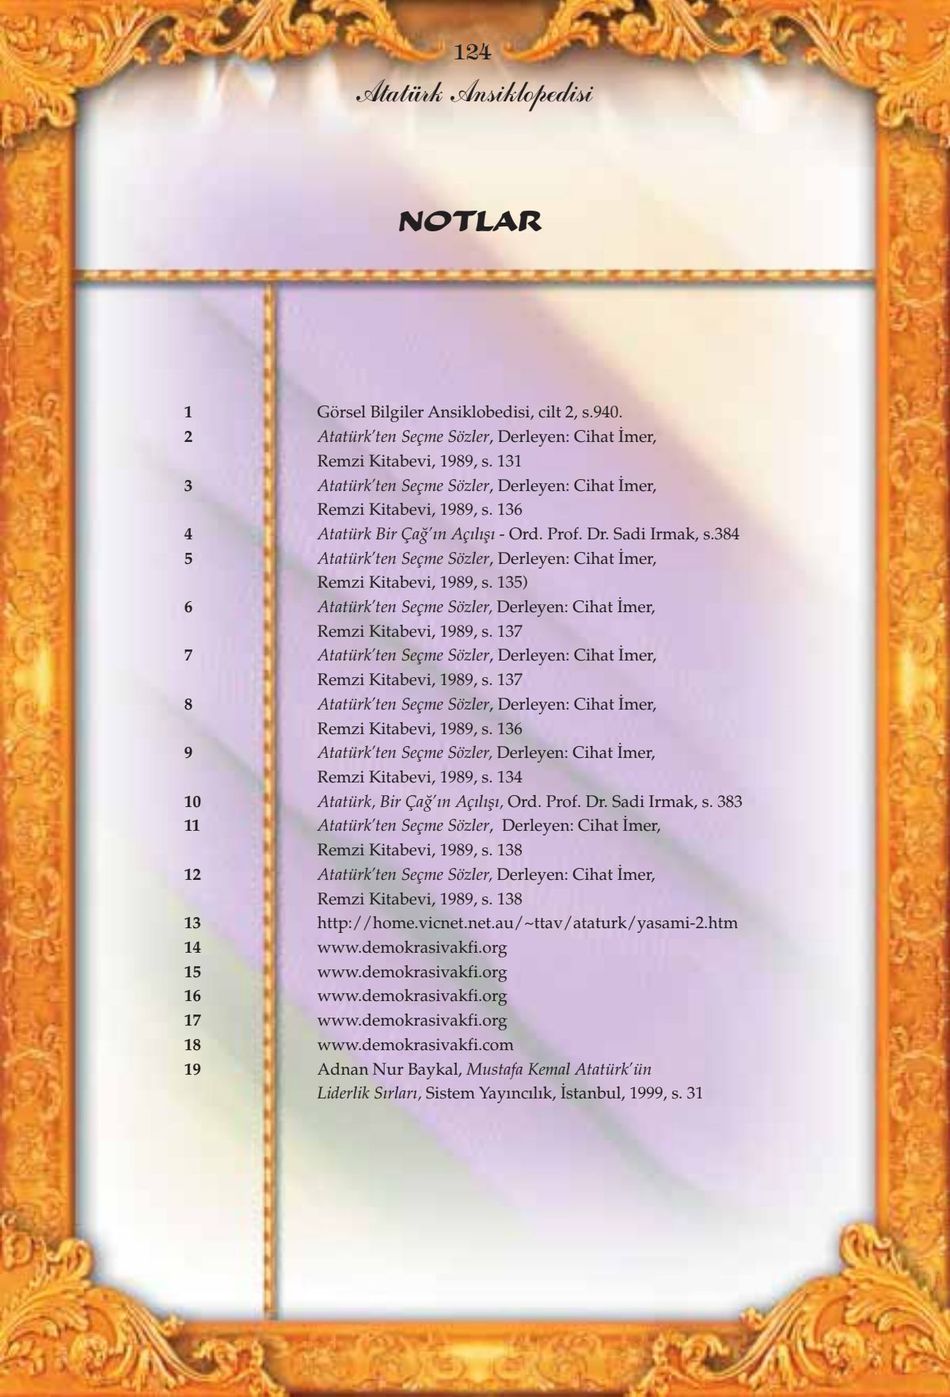 124
Atatürk Ansiklopedisi
NOTLAR
1 Görsel Bilgiler Ansiklobedisi, cilt 2, s.940.
2 Atatürk'ten Seçme Sözler, Derleyen: Cihat İmer,
Remzi Kitabevi, 1989, s. 131
3 Atatürk'ten Seçme Sözler, Derleyen: Cihat İmer,
Remzi Kitabevi, 1989, s. 136
4 Atatürk Bir Çağ'ın Açılışı - Ord. Prof. Dr. Sadi Irmak, s.384
5 Atatürk'ten Seçme Sözler, Derleyen: Cihat İmer,
Remzi Kitabevi, 1989, s. 135)
6 Atatürk'ten Seçme Sözler, Derleyen: Cihat İmer,
Remzi Kitabevi, 1989, s. 137
7 Atatürk'ten Seçme Sözler, Derleyen: Cihat İmer,
Remzi Kitabevi, 1989, s. 137
8 Atatürk'ten Seçme Sözler, Derleyen: Cihat İmer,
Remzi Kitabevi, 1989, s. 136
9 Atatürk'ten Seçme Sözler, Derleyen: Cihat İmer,
Remzi Kitabevi, 1989, s. 134
10 Atatürk, Bir Çağ'ın Açılışı, Ord. Prof. Dr. Sadi Irmak, s. 383
11 Atatürk'ten Seçme Sözler, Derleyen: Cihat İmer,
Remzi Kitabevi, 1989, s. 138
12 Atatürk'ten Seçme Sözler, Derleyen: Cihat İmer,
Remzi Kitabevi, 1989, s. 138
13 http://home.vicnet.net.au/~ttav/ataturk/yasami-2.htm
14 www.demokrasivakfi.org
15 www.demokrasivakfi.org
16 www.demokrasivakfi.org
17 www.demokrasivakfi.org
18 www.demokrasivakfi.com
19 Adnan Nur Baykal, Mustafa Kemal Atatürk'ün
Liderlik Sırları, Sistem Yayıncılık, İstanbul, 1999, s. 31